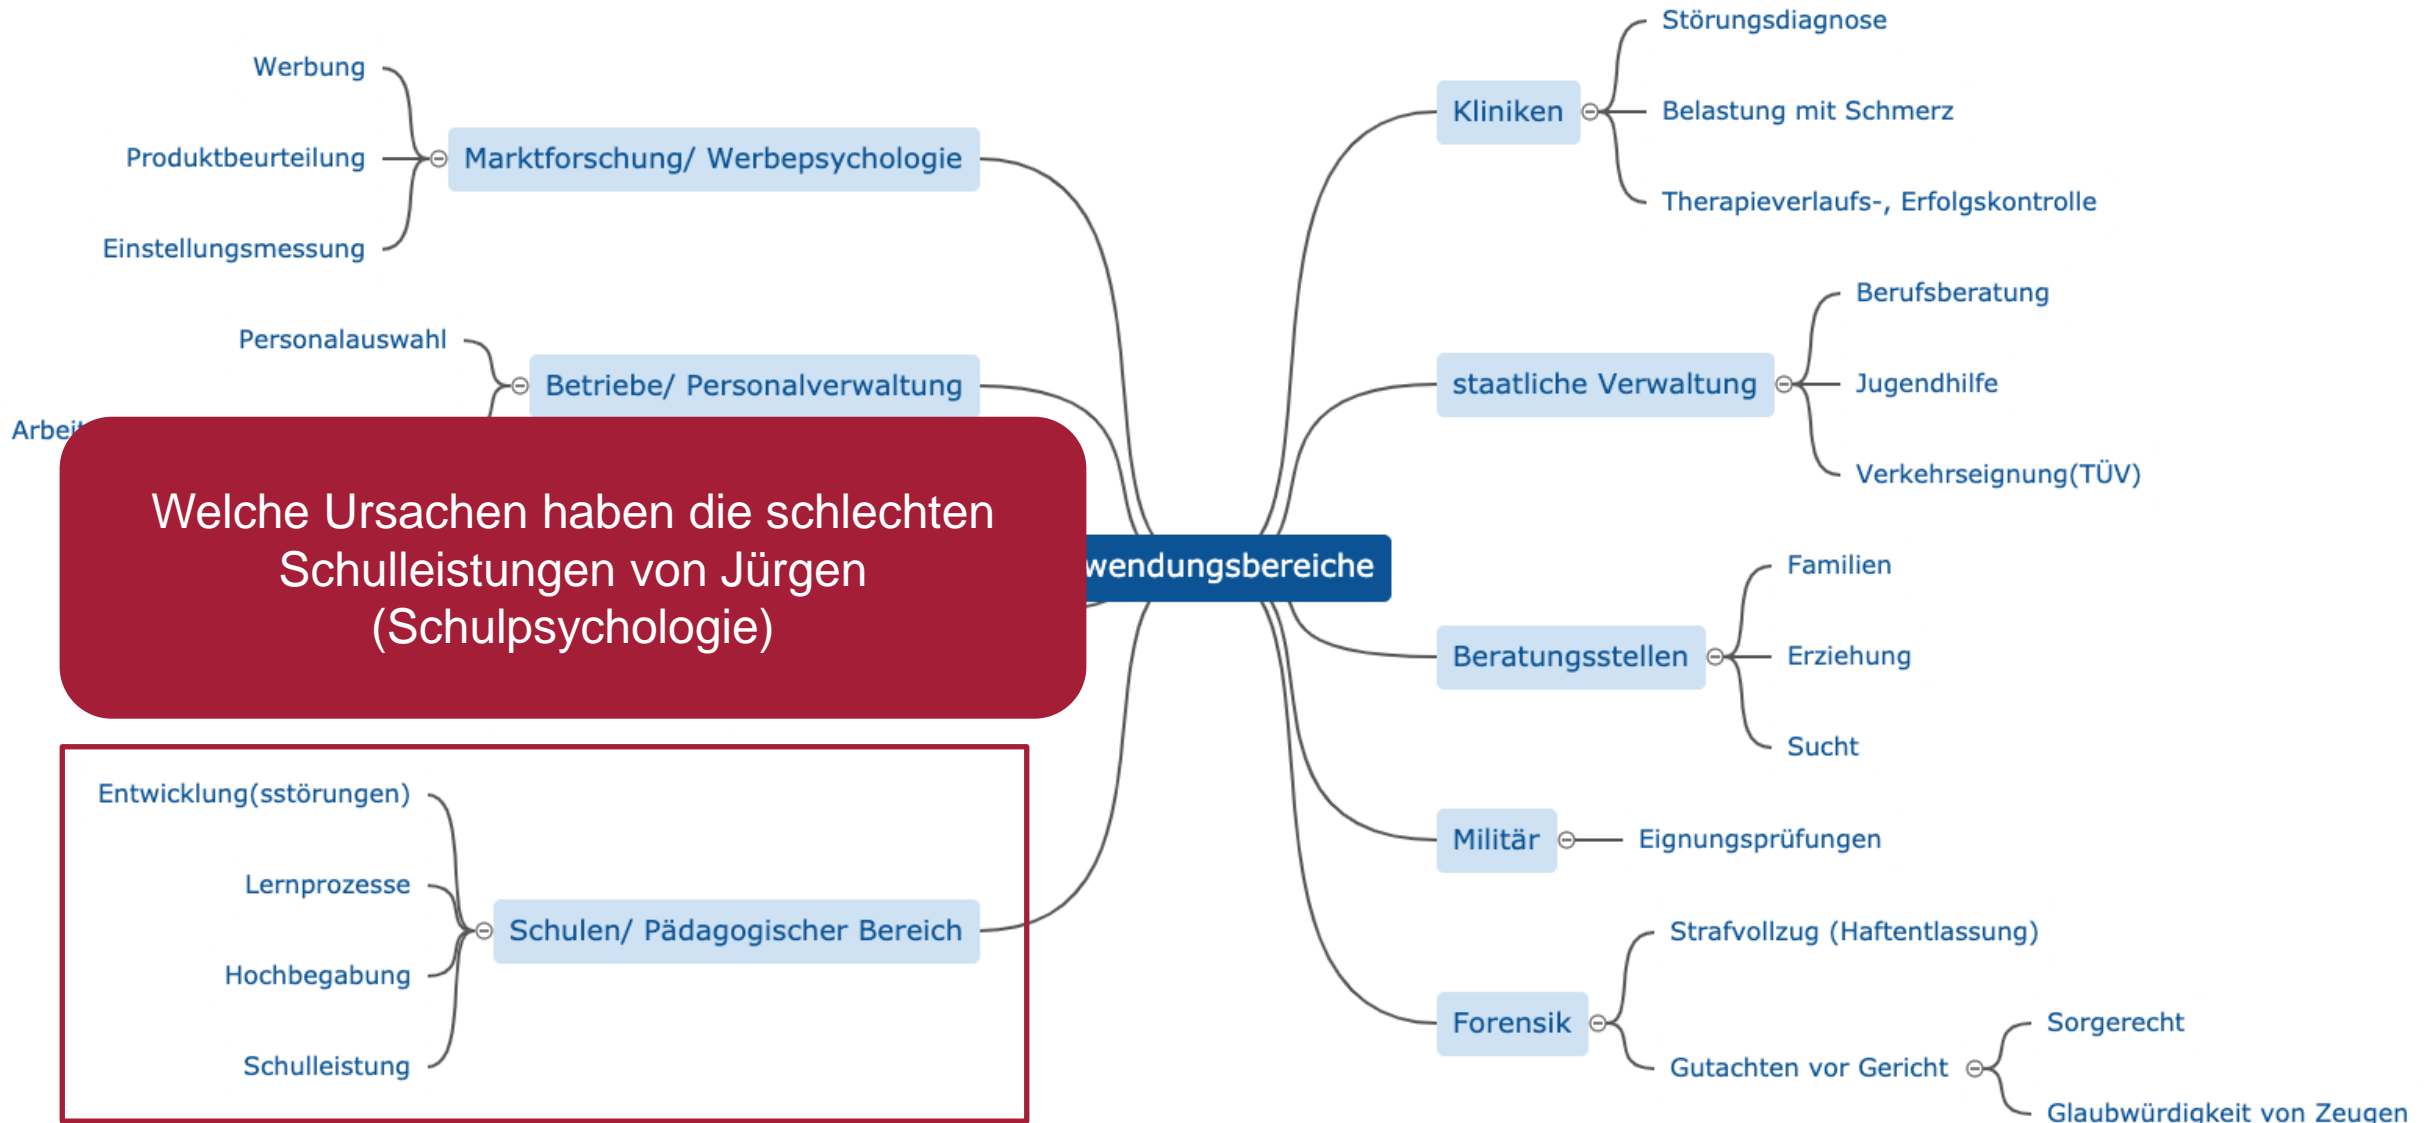 Werbung
Produktbeurteilung
Einstellungsmessung
Marktforschung/ Werbepsychologie
Personalauswahl
Betriebe/ Personalverwaltung
Welche Ursachen haben die schlechten
Schulleistungen von Jürgen
(Schulpsychologie)
Entwicklung(sstörungen)
Lernprozesse
Hochbegabung
Schulleistung
Schulen/ Pädagogischer Bereich
wendungsbereiche
Kliniken
Störungsdiagnose
Belastung mit Schmerz
Therapieverlaufs-, Erfolgskontrolle
staatliche Verwaltung
Berufsberatung
Jugendhilfe
Verkehrseignung(TÜV)
Beratungsstellen
Familien
Erziehung
Sucht
Militär
Eignungsprüfungen
Forensik
Strafvollzug (Haftentlassung)
Gutachten vor Gericht
Sorgerecht
Glaubwürdigkeit von Zeugen